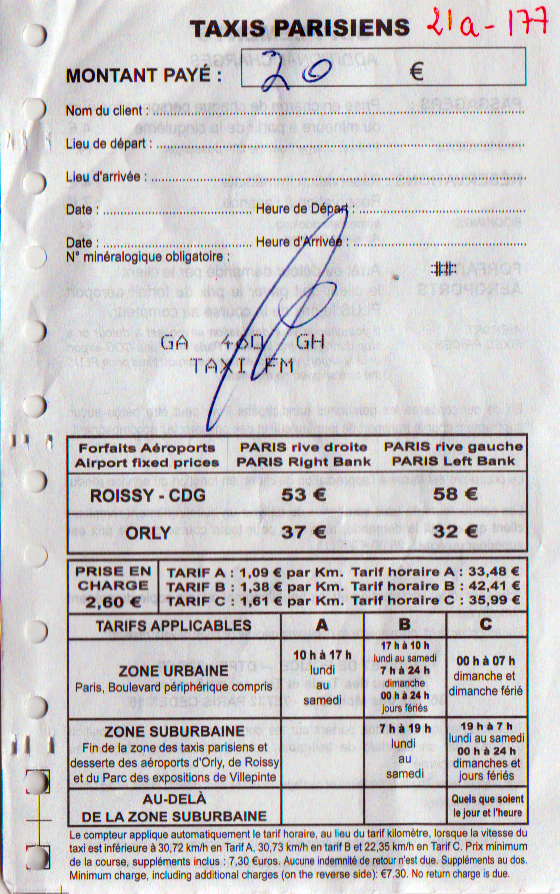 TAXIS PARISIENS 21a-177
MONTANT PAYÉ : 20 €
Nom du client :
Lieu de départ :
Lieu d'arrivée :
Date : Heure de Départ :
Date : Heure d'Arrivée :
N° minéralogique obligatoire :
##
GA 460 GH
TAXI FM
Forfaits Aéroports PARIS rive droite PARIS rive gauche
Airport fixed prices PARIS Right Bank PARIS Left Bank
ROISSY - CDG 53 € 58 €
ORLY 37 € 32 €
PRISE EN CHARGE 2,60 €
TARIF A : 1,09 € par Km. Tarif horaire A : 33,48 €
TARIF B : 1,38 € par Km. Tarif horaire B : 42,41 €
TARIF C : 1,61 € par Km. Tarif horaire C : 35,99 €
TARIFS APPLICABLES A B C
ZONE URBAINE
Paris, Boulevard périphérique compris
10 h à 17 h
lundi
au
samedi
17 h à 10 h
lundi au samedi
7 h à 24 h
dimanche
00 h à 24 h
jours fériés
00 h à 07 h
dimanche et
dimanche férié
ZONE SUBURBAINE
Fin de la zone des taxis parisiens et
desserte des aéroports d'Orly, de Roissy
et du Parc des expositions de Villepinte
7 h à 19 h
lundi
au
samedi
19 h à 7 h
lundi au samedi
00 h à 24 h
dimanches et
jours fériés
AU-DELÀ
DE LA ZONE SUBURBAINE
Quels que soient
le jour et l'heure
Le compteur applique automatiquement le tarif horaire, au lieu du tarif kilomètre, lorsque la vitesse du
taxi est inférieure à 30,72 km/h en Tarif A, 30,73 km/h en tarif B et 22,35 km/h en Tarif C. Prix minimum
de la course, suppléments inclus : 7,30 €uros. Aucune indemnité de retour n'est due. Suppléments au dos.
Minimum charge, including additional charges (on the reverse side): €7.30. No return charge is due.